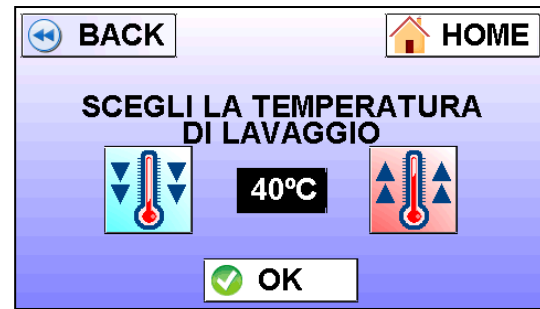 BACK
HOME
SCEGLI LA TEMPERATURA
DI LAVAGGIO
40ºC
OK